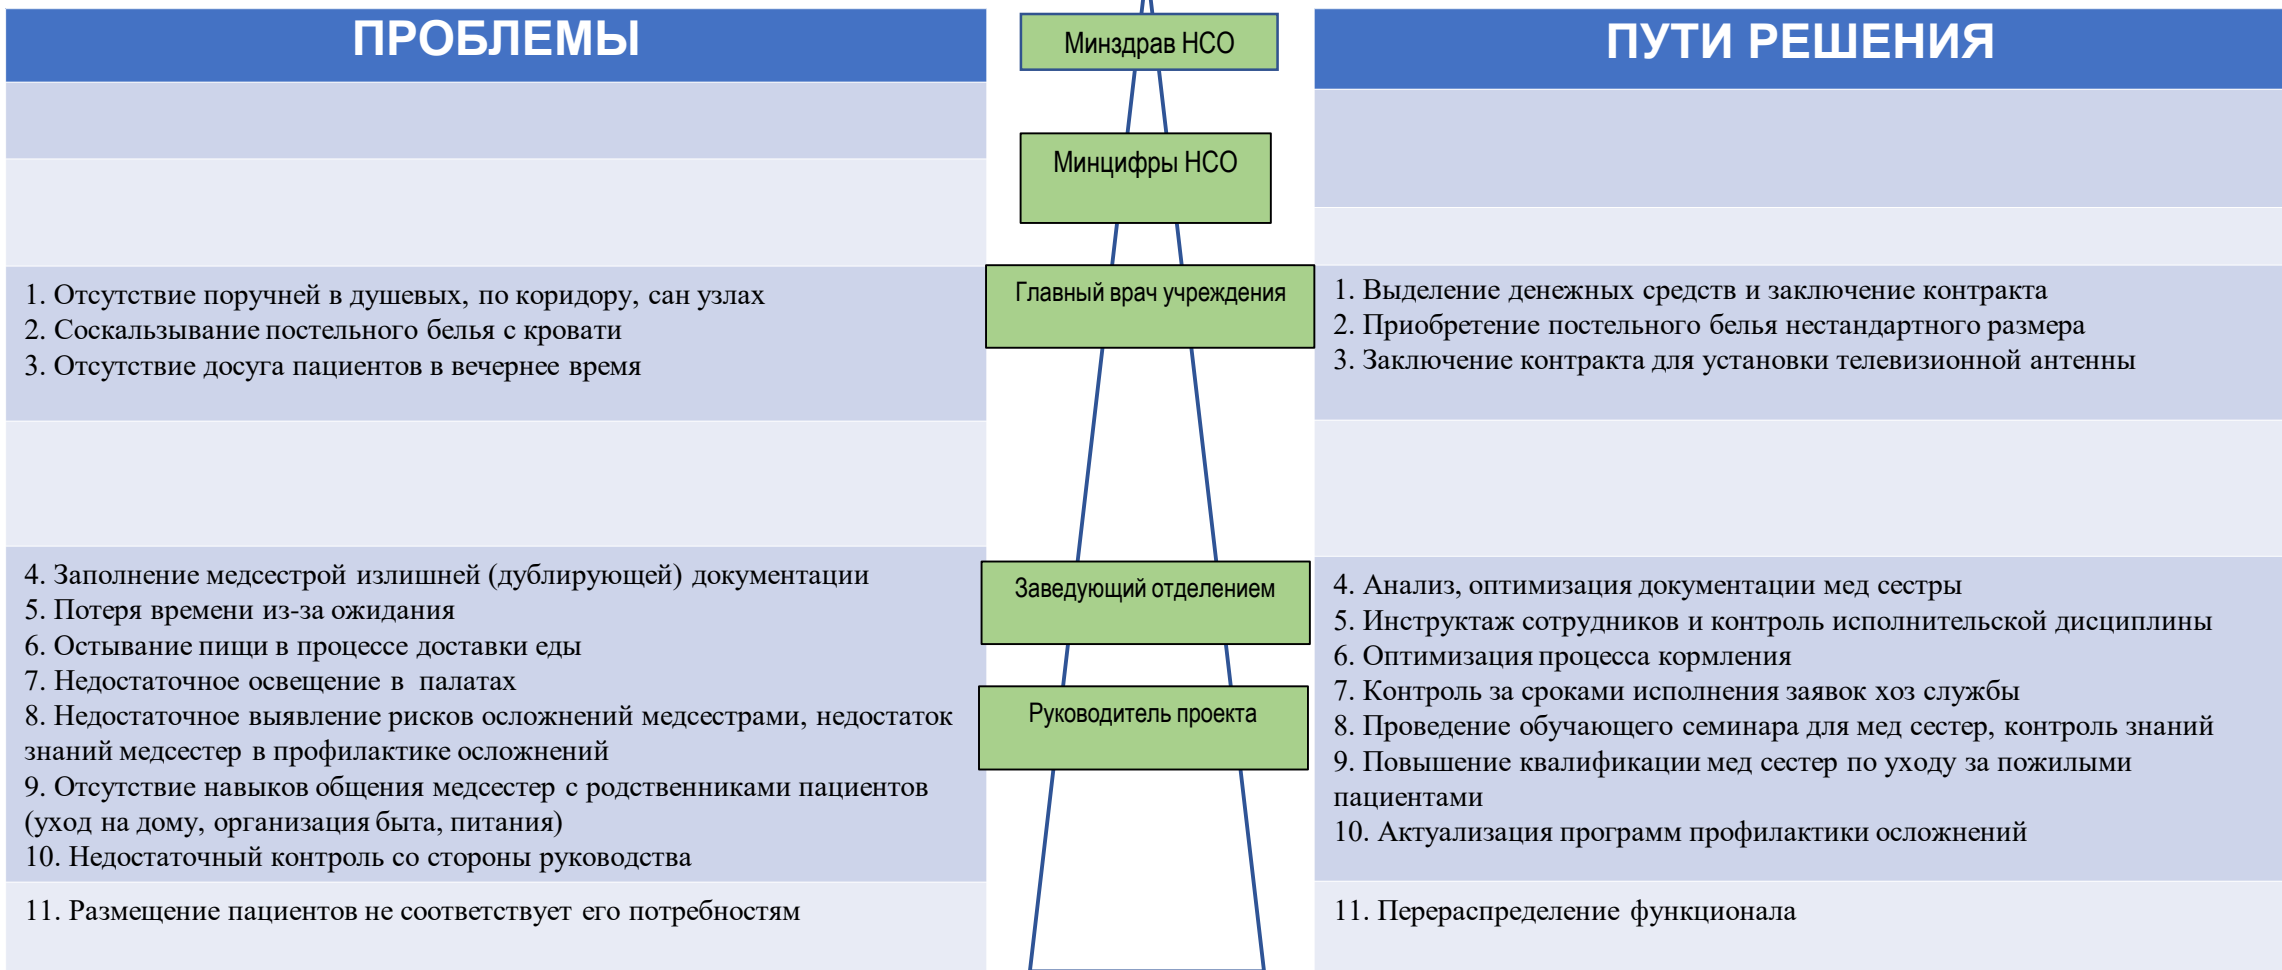 ПРОБЛЕМЫ
Минздрав НСО
ПУТИ РЕШЕНИЯ
Минцифры НСО
1. Отсутствие поручней в душевых, по коридору, сан узлах
2. Соскальзывание постельного белья с кровати
3. Отсутствие досуга пациентов в вечернее время
Главный врач учреждения
1. Выделение денежных средств и заключение контракта
2. Приобретение постельного белья нестандартного размера
3. Заключение контракта для установки телевизионной антенны
4. Заполнение медсестрой излишней (дублирующей) документации
5. Потеря времени из-за ожидания
6. Остывание пищи в процессе доставки еды
7. Недостаточное освещение в палатах
8. Недостаточное выявление рисков осложнений медсестрами, недостаток
знаний медсестер в профилактике осложнений
9. Отсутствие навыков общения медсестер с родственниками пациентов
(уход на дому, организация быта, питания)
10. Недостаточный контроль со стороны руководства
Заведующий отделением
Руководитель проекта
4. Анализ, оптимизация документации мед сестры
5. Инструктаж сотрудников и контроль исполнительской дисциплины
6. Оптимизация процесса кормления
7. Контроль за сроками исполнения заявок хоз службы
8. Проведение обучающего семинара для мед сестер, контроль знаний
9. Повышение квалификации мед сестер по уходу за пожилыми
пациентами
10. Актуализация программ профилактики осложнений
11. Размещение пациентов не соответствует его потребностям
11. Перераспределение функционала